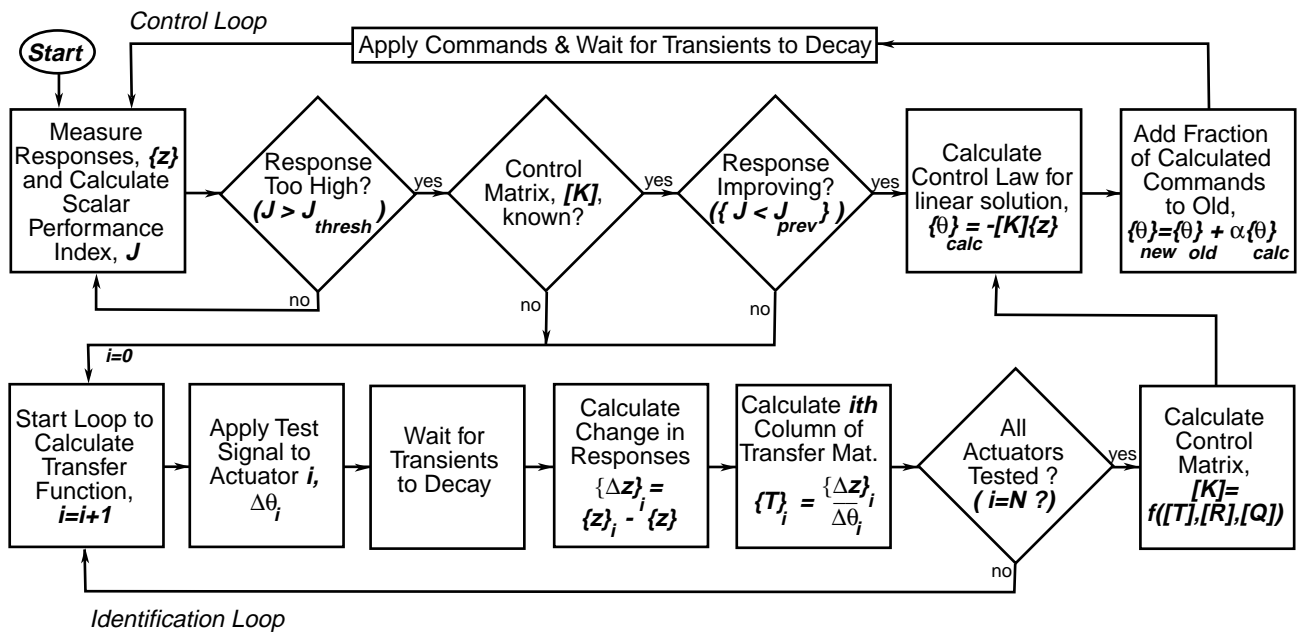 Control Loop
Start
Apply Commands & Wait for Transients to Decay
Measure
Responses, {z}
and Calculate
Scalar
Performance
Index, J
Response
Too High?
(J > J thresh )
yes
no
Control
Matrix, [K],
known?
yes
no
Response
Improving?
({ J < J prev } )
yes
no
Calculate
Control Law for
linear solution,
{θ} calc = -[K]{z}
Add Fraction
of Calculated
Commands
to Old,
{θ} new = {θ} old + α{θ} calc
i=0
Start Loop to
Calculate
Transfer
Function,
i=i+1
Apply Test
Signal to
Actuator i,
Δθi
Wait for
Transients
to Decay
Calculate
Change in
Responses
{Δz}i =
{z}i - {z}
Calculate ith
Column of
Transfer Mat.
{T}i = {Δz}i
Δθi
All
Actuators
Tested ?
( i=N ?)
yes
no
Calculate
Control
Matrix,
[K]=
f([T],[R],[Q])
Identification Loop